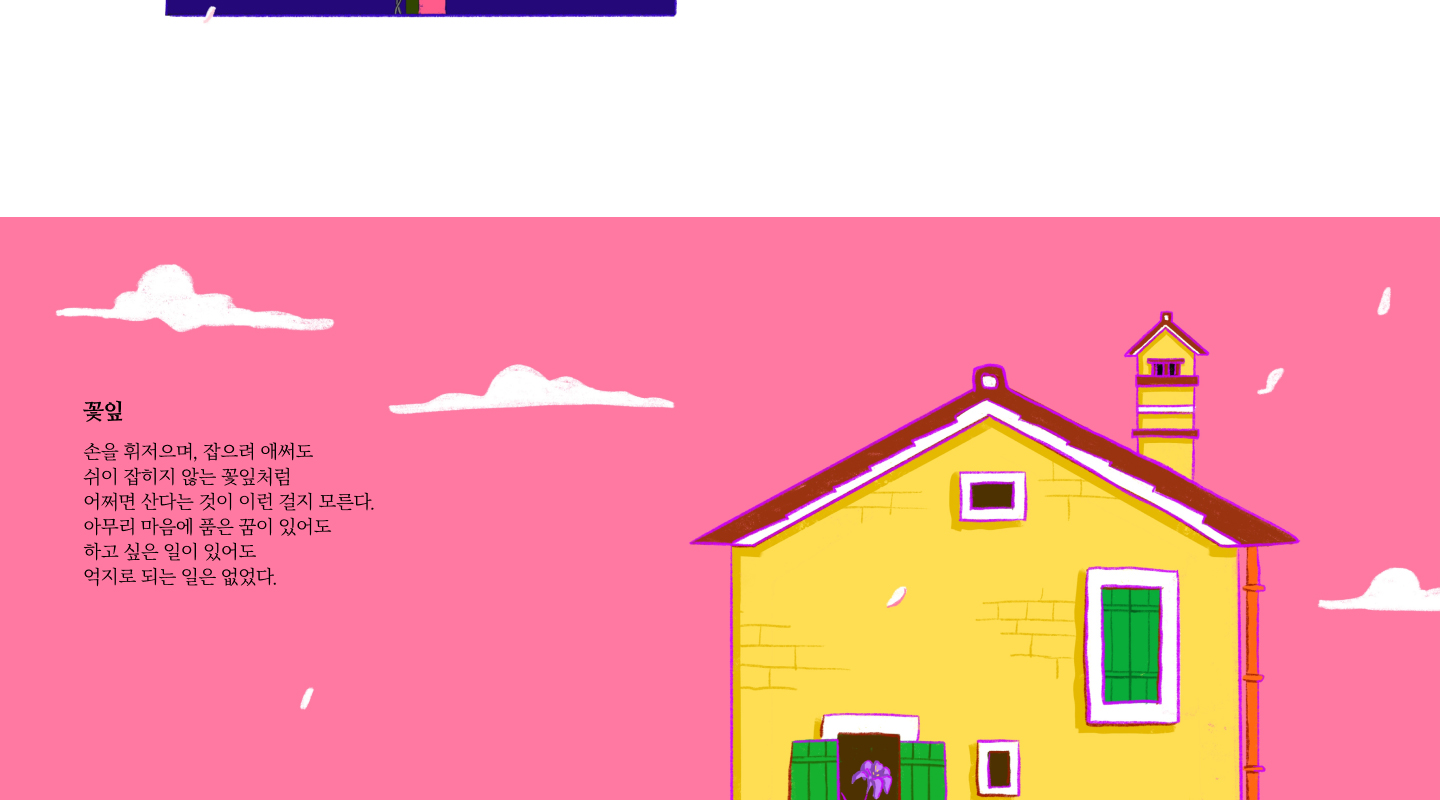 꽃잎
손을 휘저으며, 잡으려 애써도
쉬이 잡히지 않는 꽃잎처럼
어쩌면 산다는 것이 이런 걸지 모른다.
아무리 마음에 품은 꿈이 있어도
하고 싶은 일이 있어도
억지로 되는 일은 없었다.